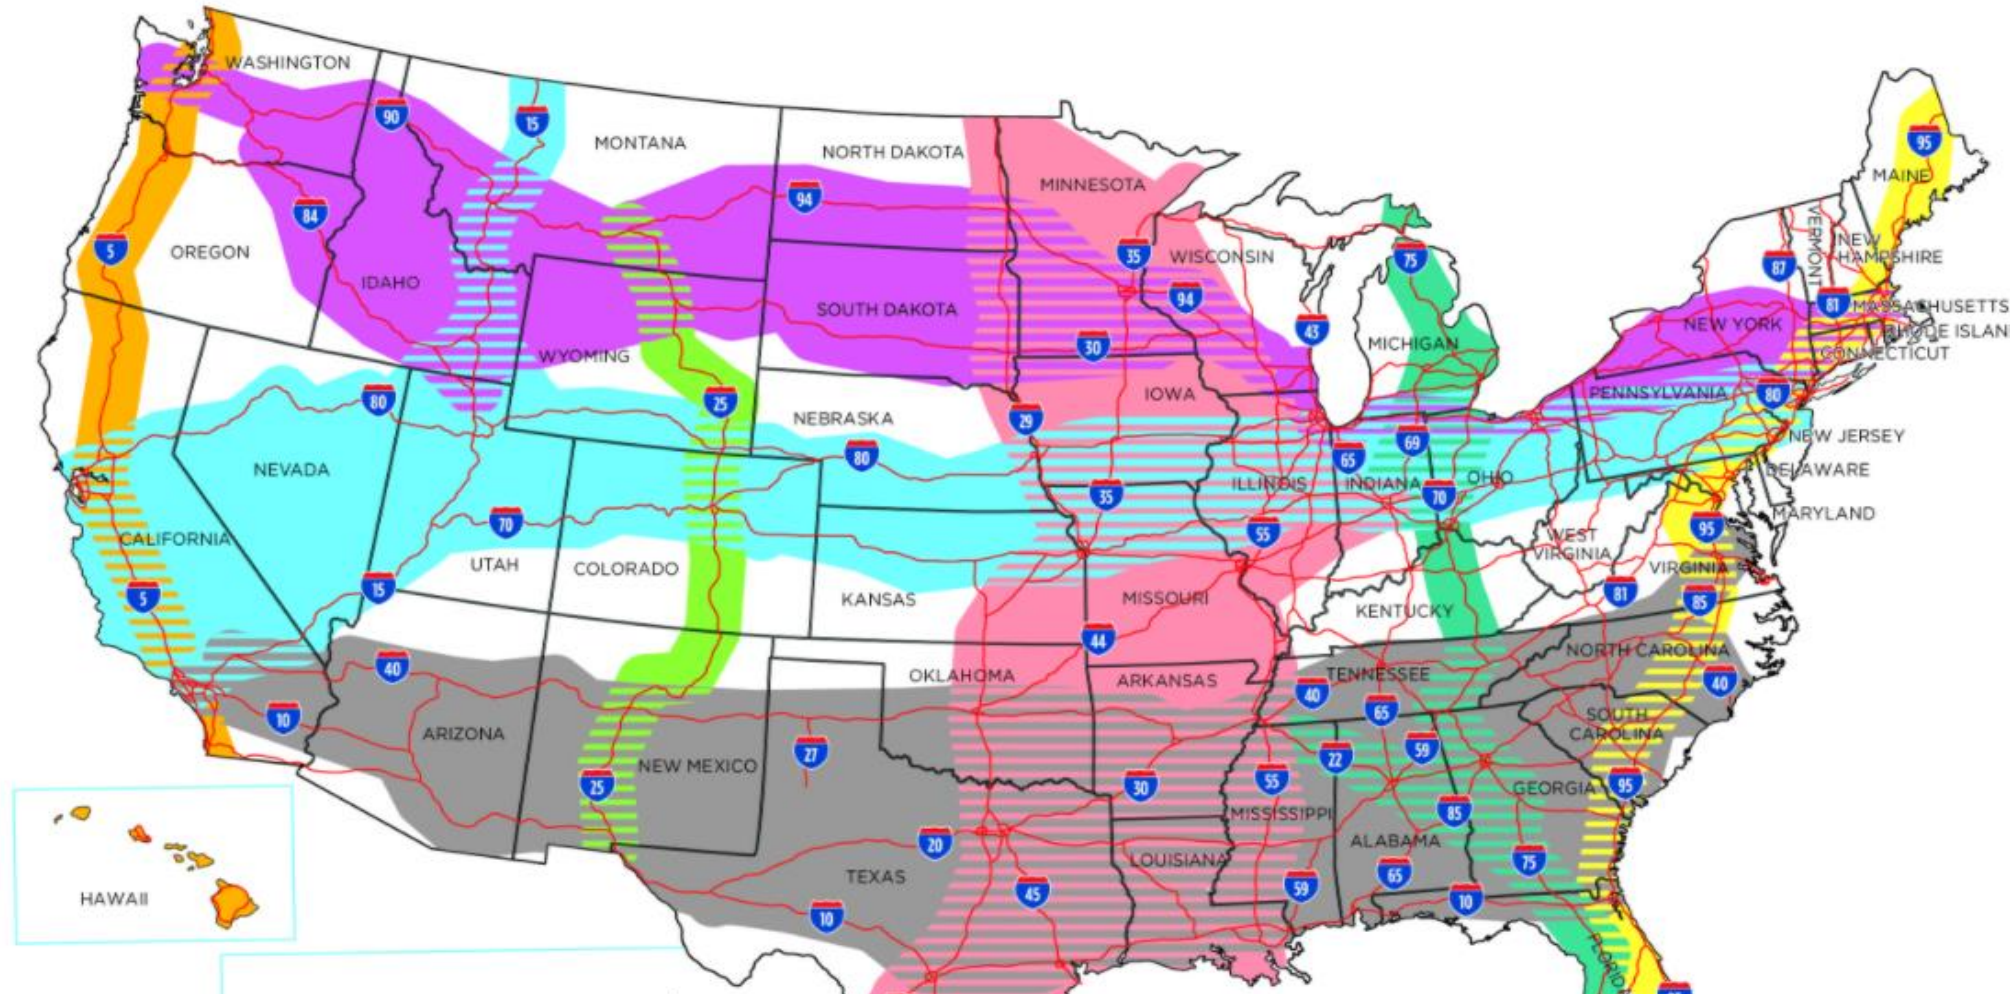 WASHINGTON
90
15
MONTANA
NORTH DAKOTA
MINNESOTA
95
MAINE
84
94
5
OREGON
IDAHO
35
WISCONSIN
75
87
VERMONT
NEW
HAMPSHIRE
94
81
MASSACHUSETTS
SOUTH DAKOTA
43
NEW YORK
RHODE ISLAN
WYOMING
30
MICHIGAN
CONNECTICUT
80
25
IOWA
PENNSYLVANIA
80
NEBRASKA
29
69
NEW JERSEY
NEVADA
80
65
DELAWARE
35
ILLINOIS
INDIANA
70
OHIO
MARYLAND
CALIFORNIA
70
55
95
WEST
VIRGINIA
UTAH
COLORADO
VIRGINIA
5
15
KANSAS
MISSOURI
KENTUCKY
81
85
44
NORTH CAROLINA
40
OKLAHOMA
ARKANSAS
TENNESSEE
40
40
10
ARIZONA
65
SOUTH
CAROLINA
27
NEW MEXICO
22
59
25
30
55
GEORGIA
95
MISSISSIPPI
85
20
ALABAMA
LOUISIANA
75
TEXAS
65
59
HAWAII
45
10
10
FLORID